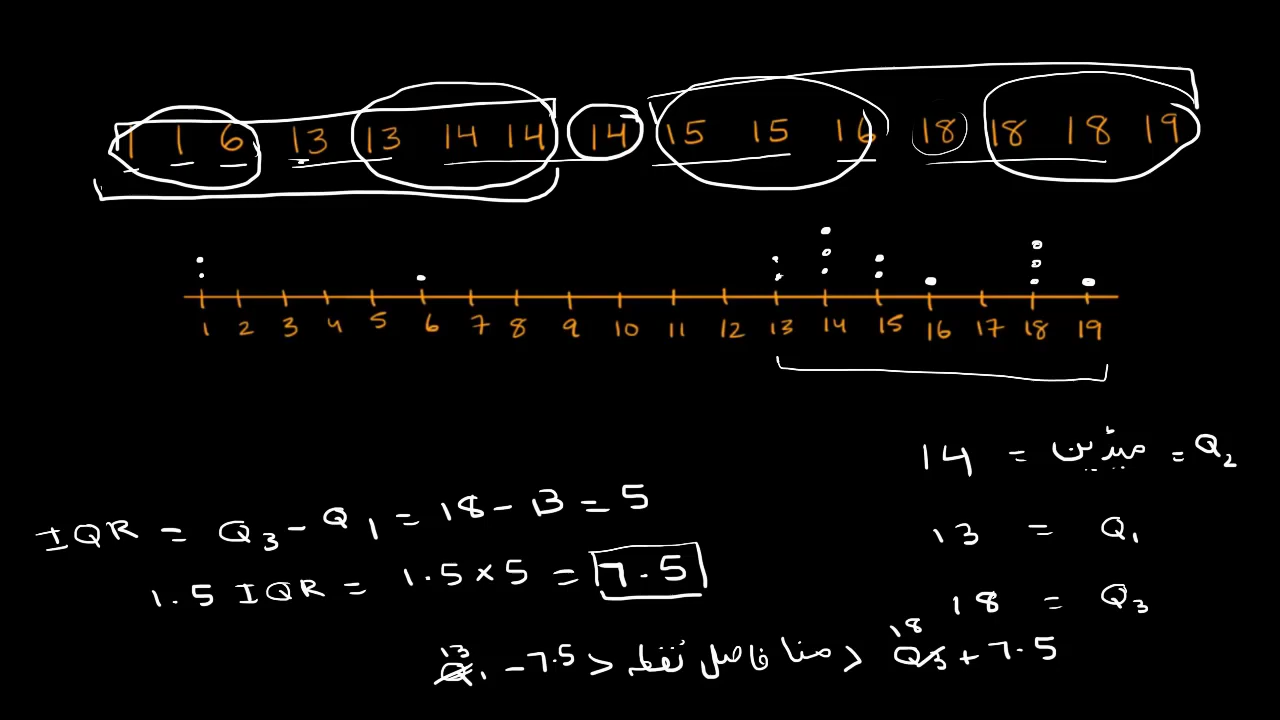 1 1 6 13 13 14 14 14 15 15 16 18 18 18 19
1 2 3 4 5 6 7 8 9 10 11 12 13 14 15 16 17 18 19
14 = میڈین = Q2
IQR = Q3 - Q1 = 18 - 13 = 5
13 = Q1
1.5 IQR = 1.5 × 5 = 7.5
18 = Q3
13 18
Q1 - 7.5 > منا فاصل نقطہ < Q3 + 7.5